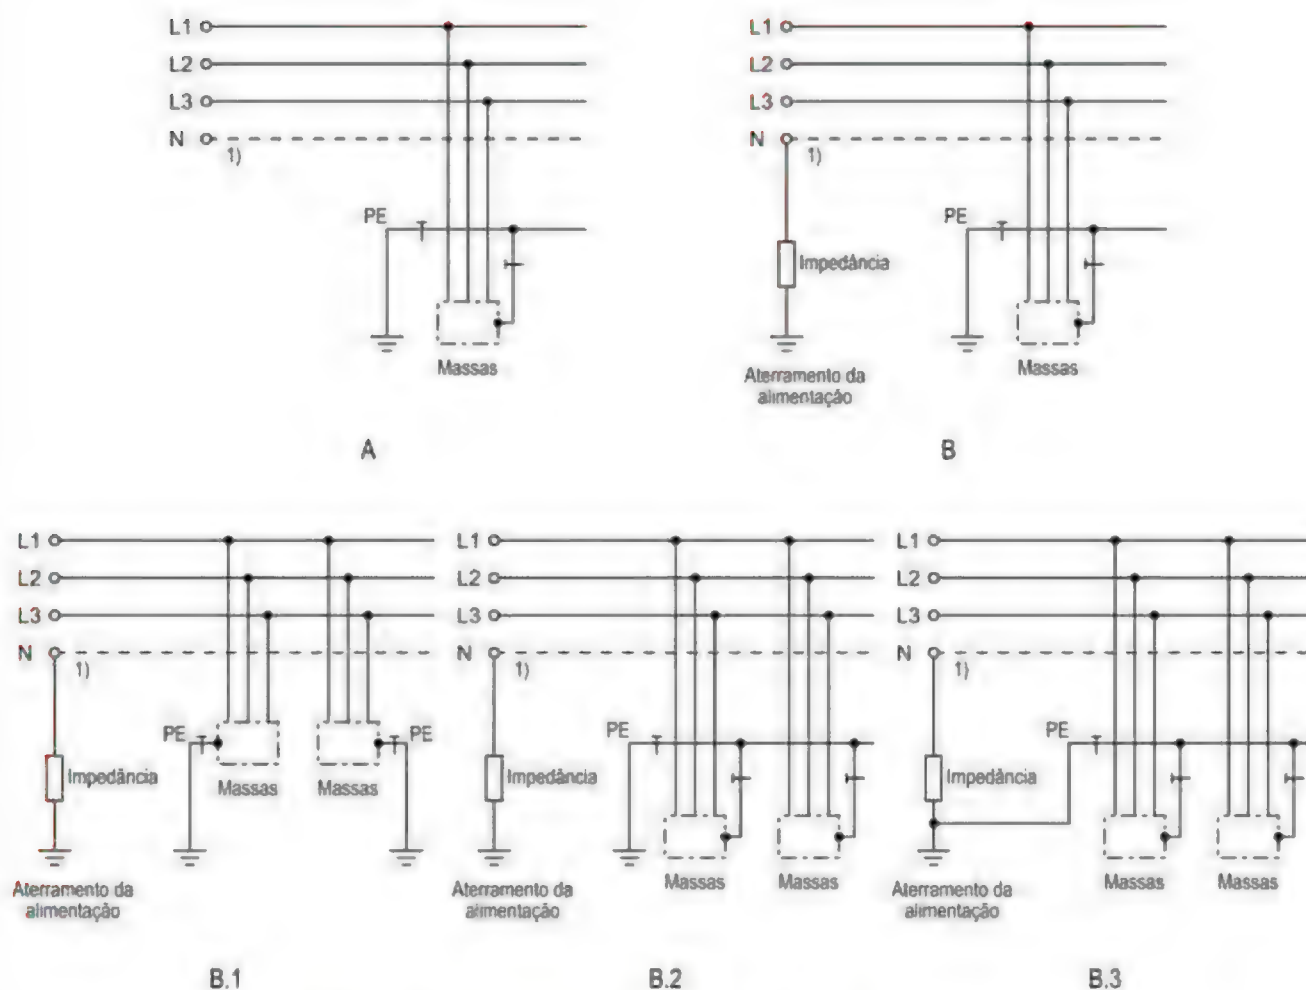 L1
L2
L3
N
1)
PE
Massas
A
L1
L2
L3
N
1)
PE
Impedância
Massas
Aterramento da
alimentação
B
L1
L2
L3
N
1)
PE
PE
Impedância
Massas
Massas
Aterramento da
alimentação
B.1
L1
L2
L3
N
1)
PE
Impedância
Massas
Massas
Aterramento da
alimentação
B.2
L1
L2
L3
N
1)
PE
Impedância
Massas
Massas
Aterramento da
alimentação
B.3